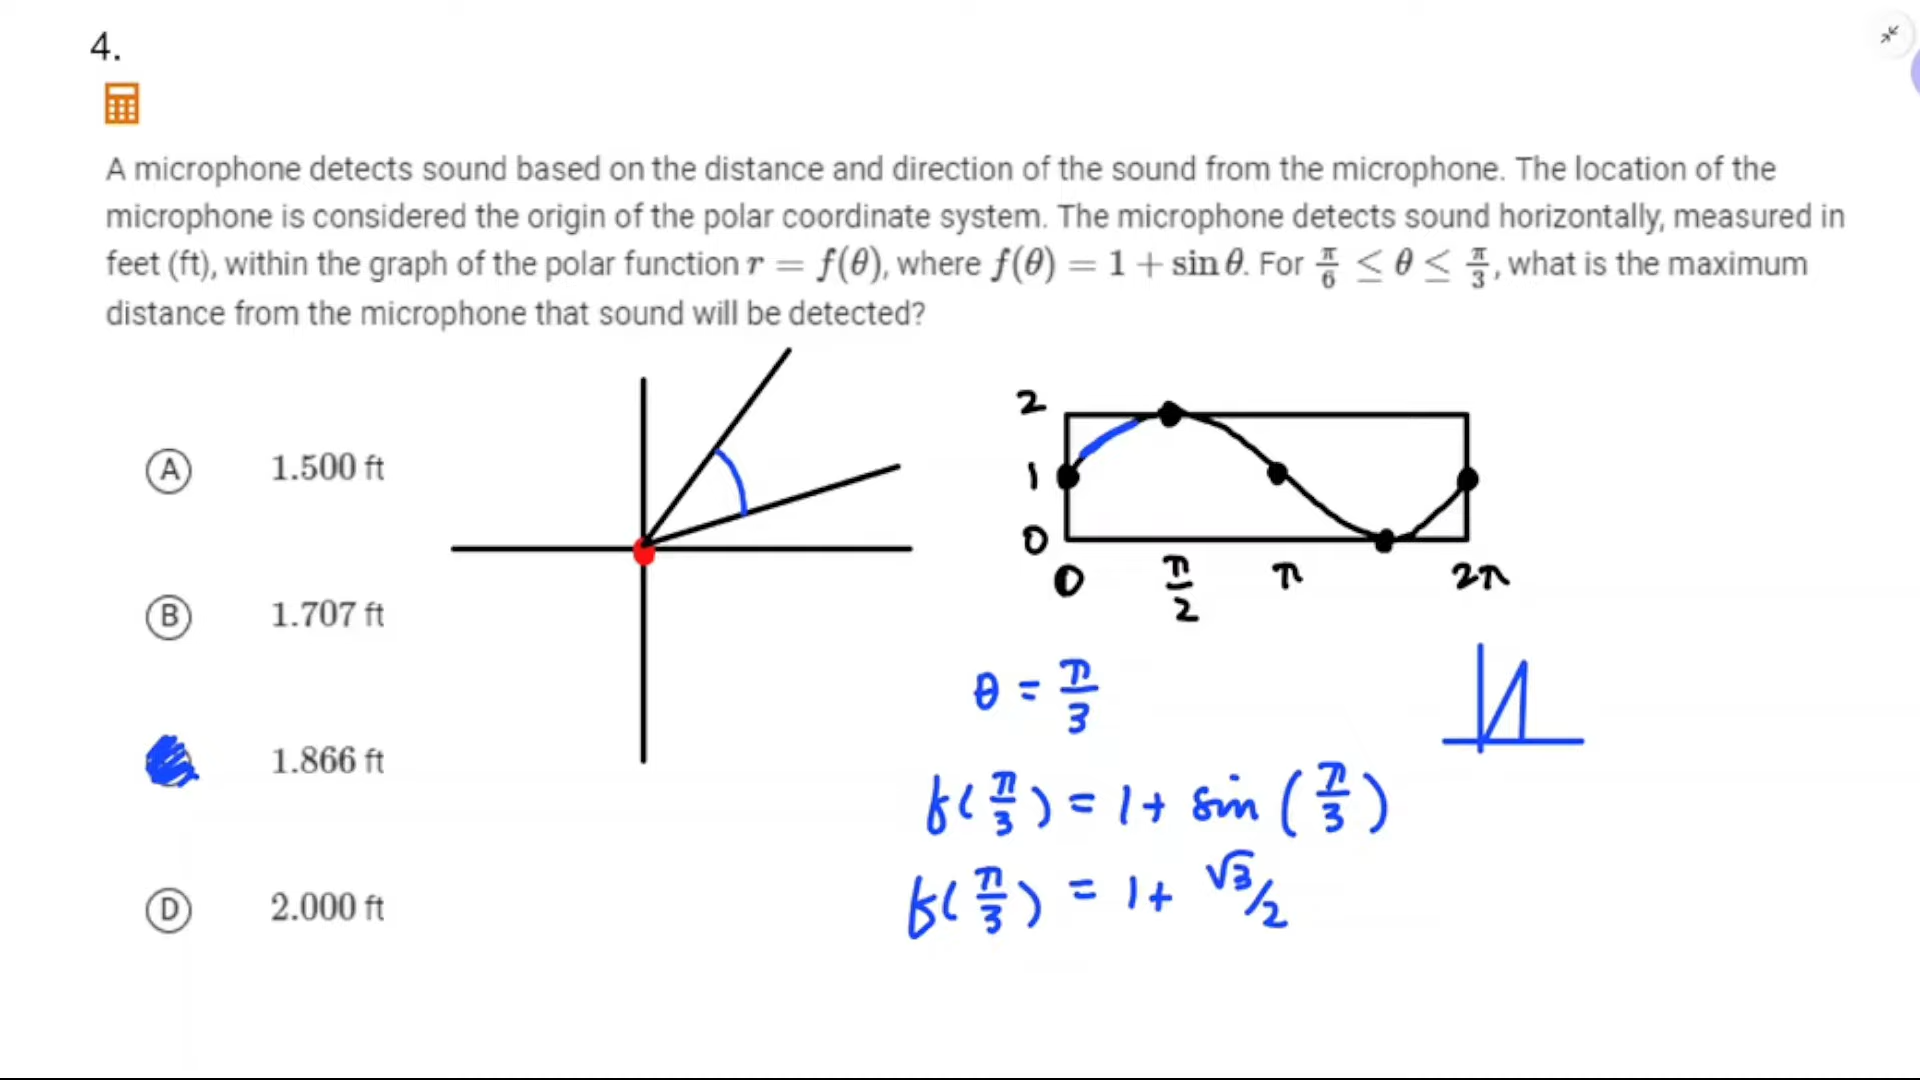 4.
A microphone detects sound based on the distance and direction of the sound from the microphone. The location of the
microphone is considered the origin of the polar coordinate system. The microphone detects sound horizontally, measured in
feet (ft), within the graph of the polar function r = f(θ), where f(θ) = 1 + sin θ. For π/6 ≤ θ ≤ π/3, what is the maximum
distance from the microphone that sound will be detected?
A 1.500 ft
B 1.707 ft
1.866 ft
D 2.000 ft
2
1
0
0 π/2 π 2π
θ = π/3
f(π/3) = 1 + sin(π/3)
f(π/3) = 1 + √3/2